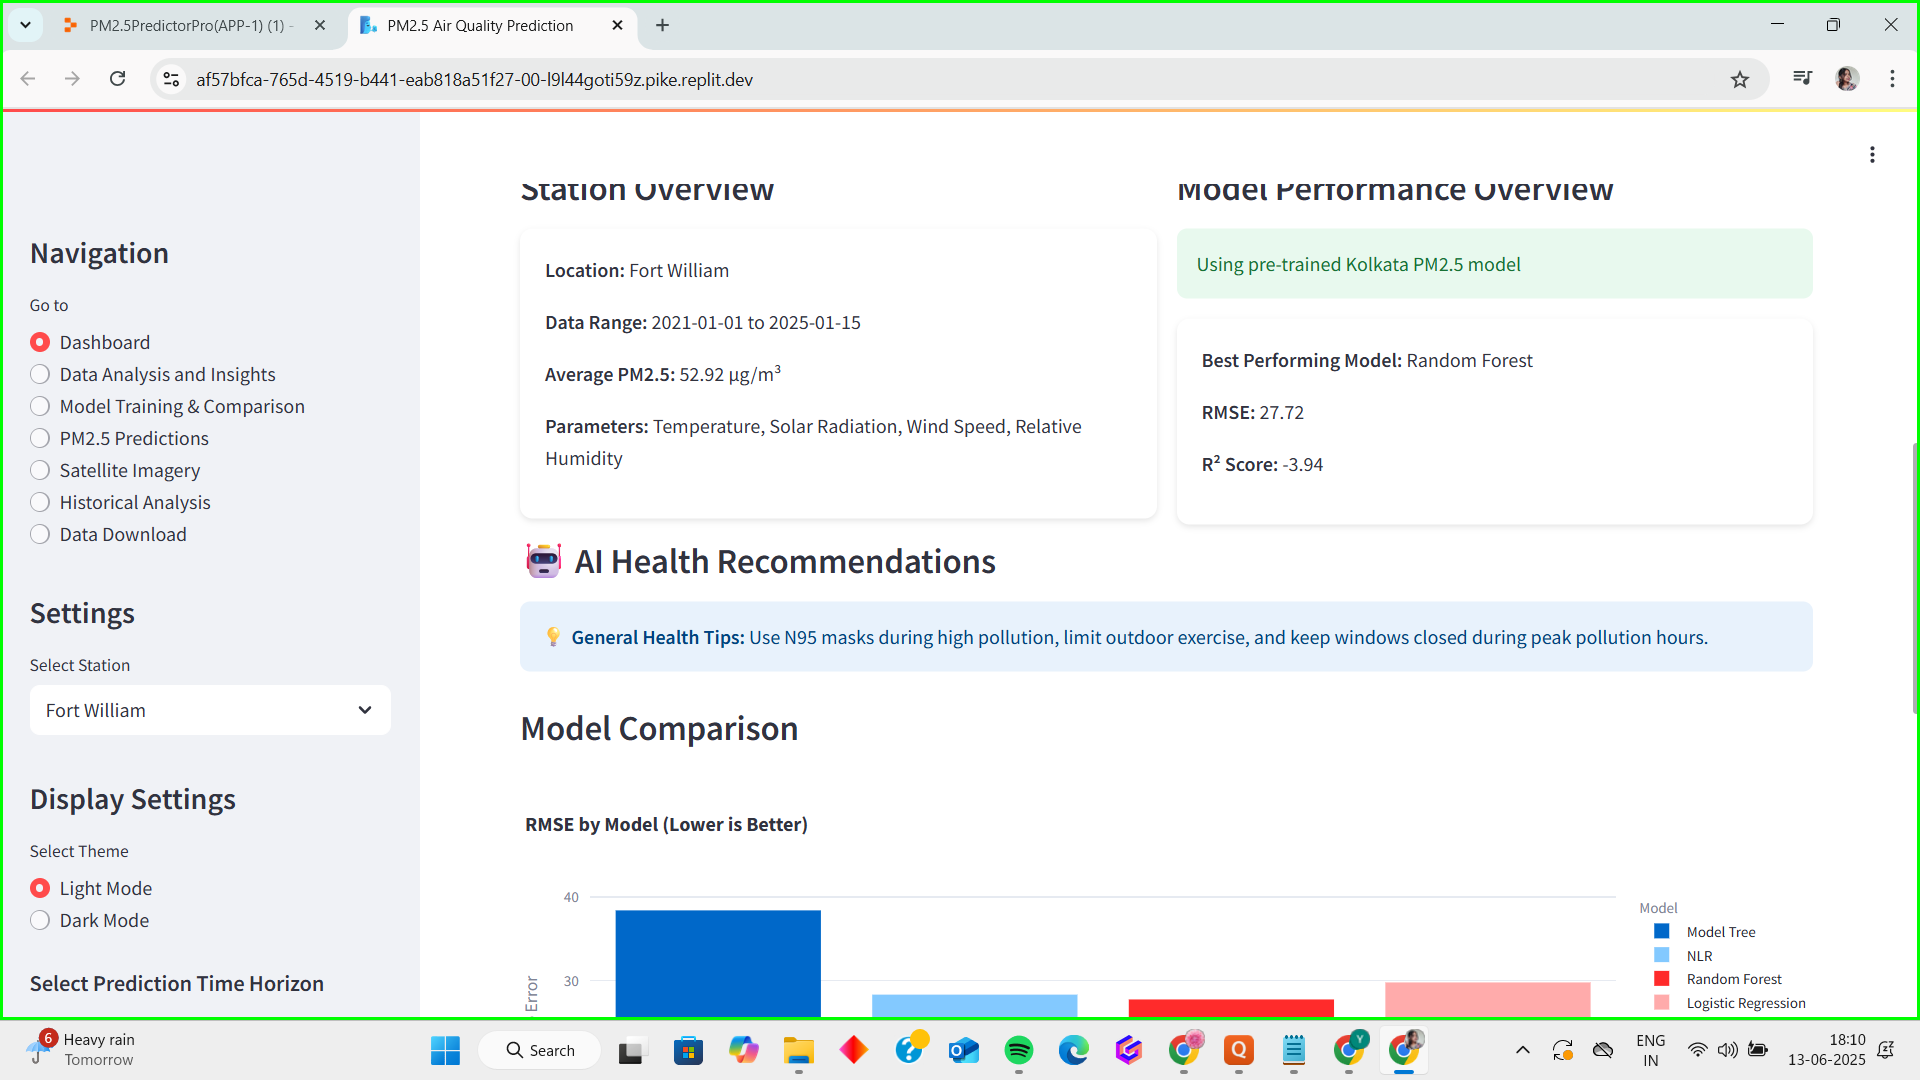 PM2.5PredictorPro(APP-1) (1) -
PM2.5 Air Quality Prediction
af57bfca-765d-4519-b441-eab818a51f27-00-l9l44goti59z.pike.replit.dev
Navigation
Go to
Dashboard
Data Analysis and Insights
Model Training & Comparison
PM2.5 Predictions
Satellite Imagery
Historical Analysis
Data Download
Settings
Select Station
Fort William
Display Settings
Select Theme
Light Mode
Dark Mode
Select Prediction Time Horizon
Station Overview
Location: Fort William
Data Range: 2021-01-01 to 2025-01-15
Average PM2.5: 52.92 µg/m³
Parameters: Temperature, Solar Radiation, Wind Speed, Relative
Humidity
Model Performance Overview
Using pre-trained Kolkata PM2.5 model
Best Performing Model: Random Forest
RMSE: 27.72
R² Score: -3.94
AI Health Recommendations
General Health Tips: Use N95 masks during high pollution, limit outdoor exercise, and keep windows closed during peak pollution hours.
Model Comparison
RMSE by Model (Lower is Better)
40
30
Error
Model
Model Tree
NLR
Random Forest
Logistic Regression
6
Heavy rain
Tomorrow
Search
Y
ENG
IN
18:10
13-06-2025